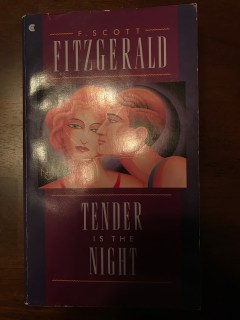 F. SCOTT
FITZGERALD
TENDER
IS THE
NIGHT